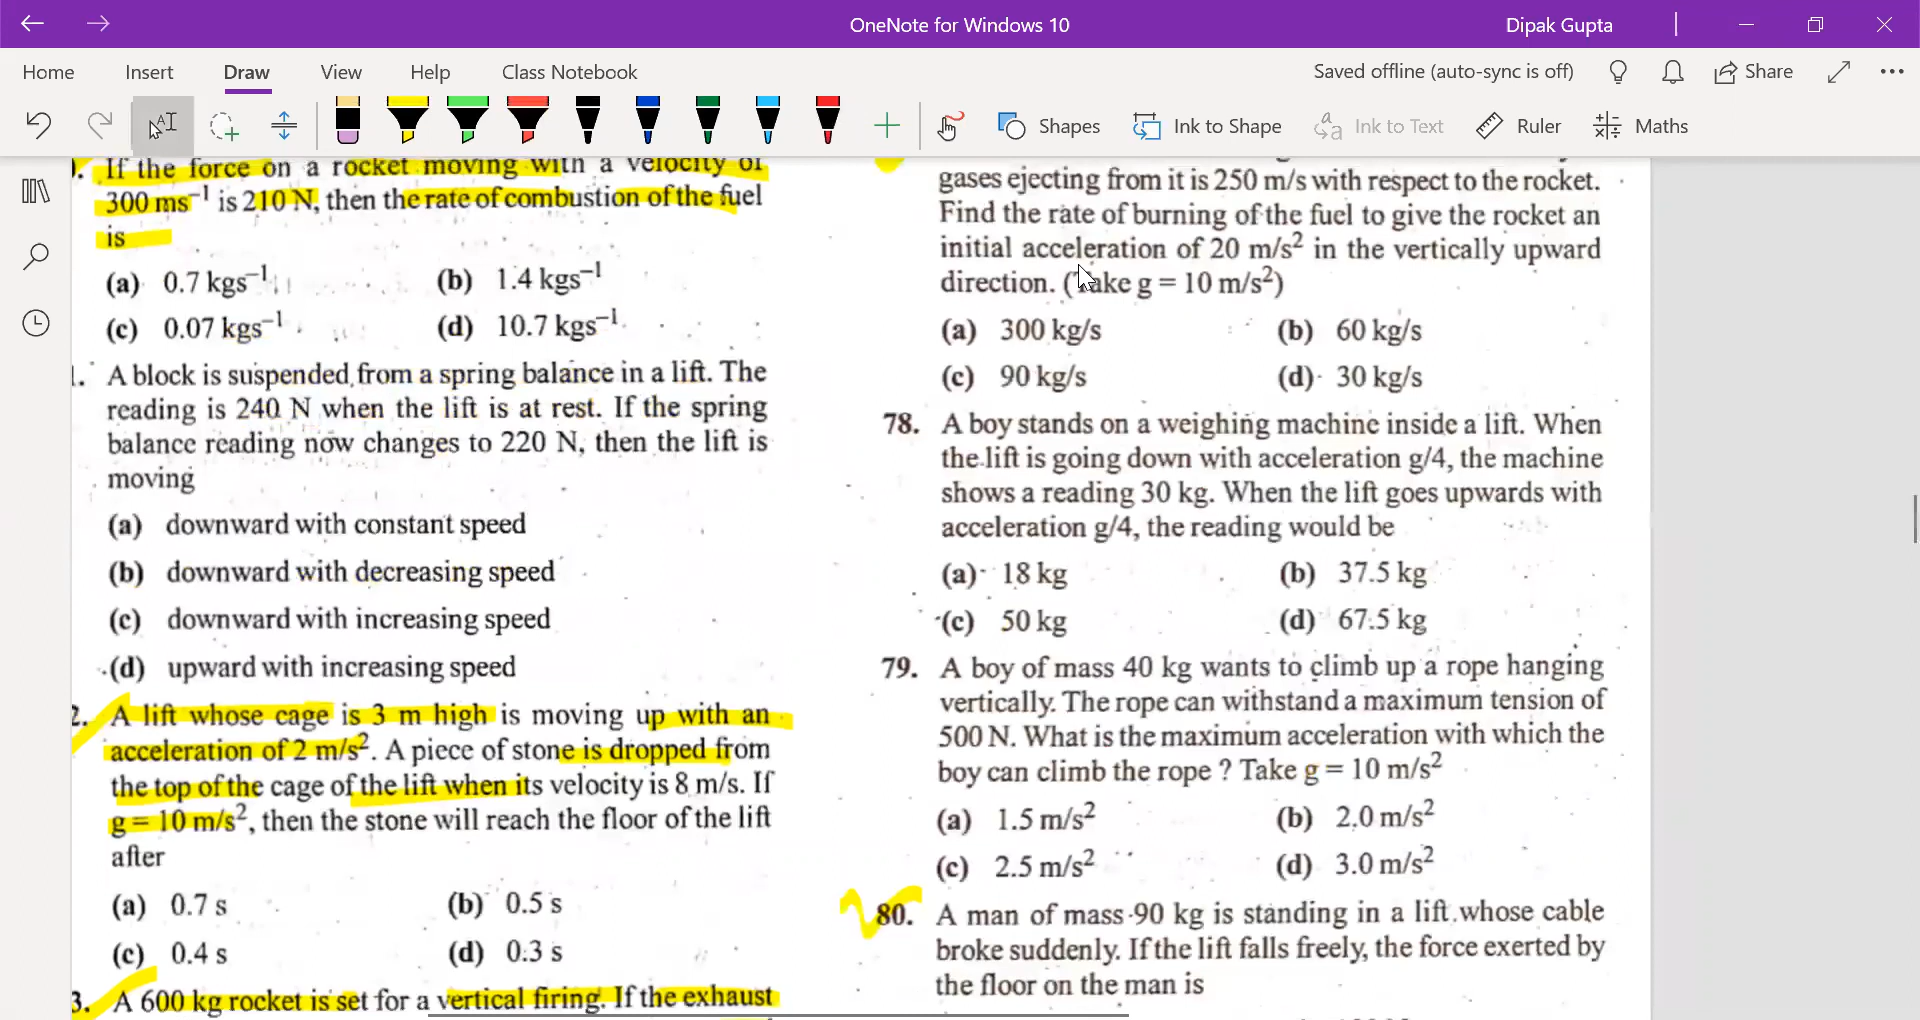 OneNote for Windows 10
Dipak Gupta
Home Insert Draw View Help Class Notebook
Saved offline (auto-sync is off) Share
Shapes Ink to Shape Ink to Text Ruler Maths
If the force on a rocket moving with a velocity of
300 ms⁻¹ is 210 N, then the rate of combustion of the fuel
is
(a) 0.7 kgs⁻¹ (b) 1.4 kgs⁻¹
(c) 0.07 kgs⁻¹ (d) 10.7 kgs⁻¹
1. A block is suspended from a spring balance in a lift. The
reading is 240 N when the lift is at rest. If the spring
balance reading now changes to 220 N, then the lift is
moving
(a) downward with constant speed
(b) downward with decreasing speed
(c) downward with increasing speed
(d) upward with increasing speed
2. A lift whose cage is 3 m high is moving up with an
acceleration of 2 m/s². A piece of stone is dropped from
the top of the cage of the lift when its velocity is 8 m/s. If
g = 10 m/s², then the stone will reach the floor of the lift
after
(a) 0.7 s (b) 0.5 s
(c) 0.4 s (d) 0.3 s
3. A 600 kg rocket is set for a vertical firing. If the exhaust
gases ejecting from it is 250 m/s with respect to the rocket.
Find the rate of burning of the fuel to give the rocket an
initial acceleration of 20 m/s² in the vertically upward
direction. (Take g = 10 m/s²)
(a) 300 kg/s (b) 60 kg/s
(c) 90 kg/s (d) 30 kg/s
78. A boy stands on a weighing machine inside a lift. When
the lift is going down with acceleration g/4, the machine
shows a reading 30 kg. When the lift goes upwards with
acceleration g/4, the reading would be
(a) 18 kg (b) 37.5 kg
(c) 50 kg (d) 67.5 kg
79. A boy of mass 40 kg wants to climb up a rope hanging
vertically. The rope can withstand a maximum tension of
500 N. What is the maximum acceleration with which the
boy can climb the rope ? Take g = 10 m/s²
(a) 1.5 m/s² (b) 2.0 m/s²
(c) 2.5 m/s² (d) 3.0 m/s²
80. A man of mass 90 kg is standing in a lift whose cable
broke suddenly. If the lift falls freely, the force exerted by
the floor on the man is